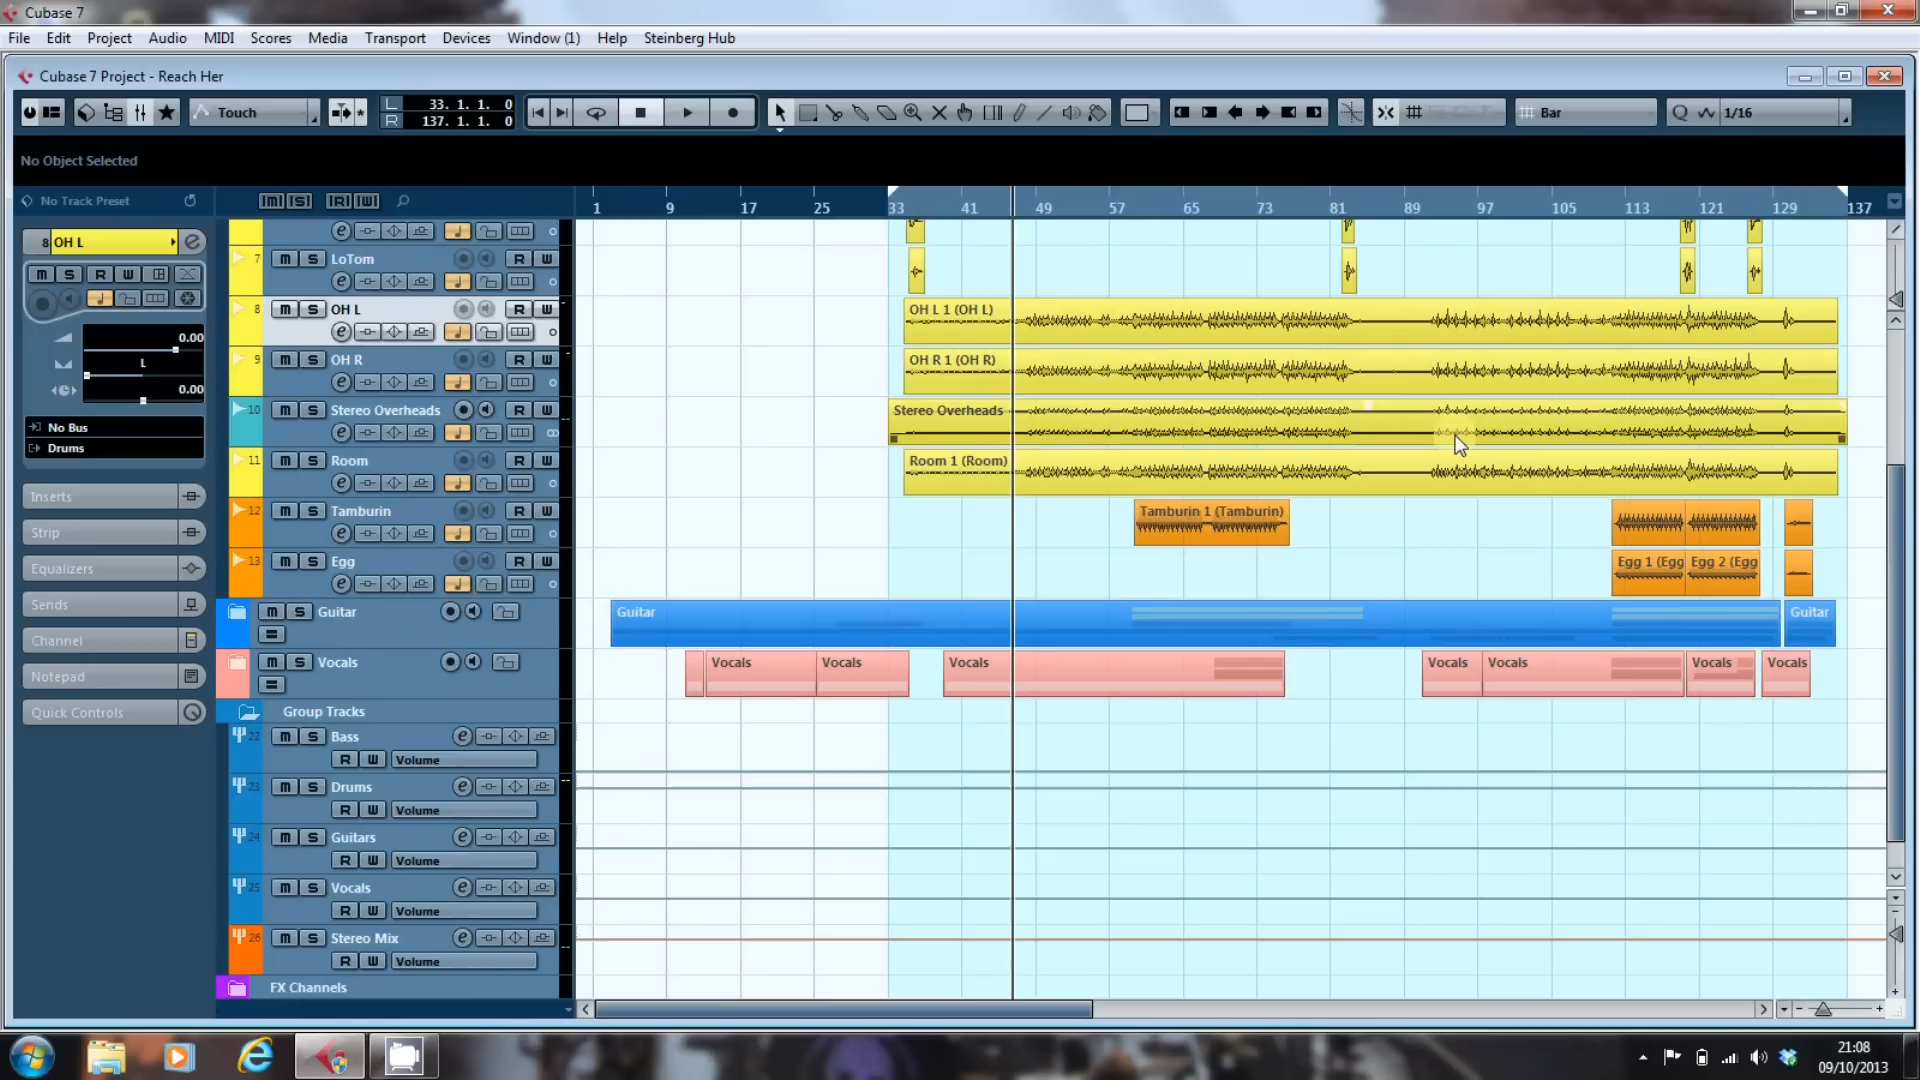 Cubase 7
File Edit Project Audio MIDI Scores Media Transport Devices Window (1) Help Steinberg Hub
Cubase 7 Project - Reach Her
Touch
L 33. 1. 1. 0
R 137. 1. 1. 0
Bar
Q 1/16
No Object Selected
No Track Preset
[M] [S] [R] [W]
1 9 17 25 33 41 49 57 65 73 81 89 97 105 113 121 129 137
8 OH L
m S R W
0.00
L
0.00
No Bus
Drums
Inserts
Strip
Equalizers
Sends
Channel
Notepad
Quick Controls
7 m S LoTom R W
8 m S OH L R W
OH L 1 (OH L)
9 m S OH R R W
OH R 1 (OH R)
10 m S Stereo Overheads R W
Stereo Overheads
11 m S Room R W
Room 1 (Room)
12 m S Tamburin R W
Tamburin 1 (Tamburin)
13 m S Egg R W
Egg 1 (Egg Egg 2 (Egg
m S Guitar
Guitar Guitar
m S Vocals
Vocals Vocals Vocals Vocals Vocals Vocals Vocals
Group Tracks
22 m S Bass e
R W Volume
23 m S Drums e
R W Volume
24 m S Guitars e
R W Volume
25 m S Vocals e
R W Volume
26 m S Stereo Mix e
R W Volume
FX Channels
21:08
09/10/2013